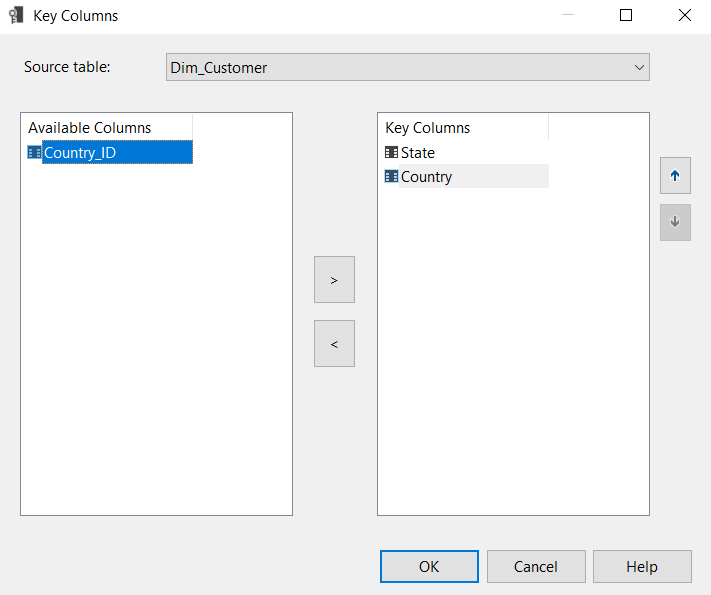 Key Columns
Source table:
Dim_Customer
Available Columns
Country_ID
Key Columns
State
Country
>
<
OK
Cancel
Help